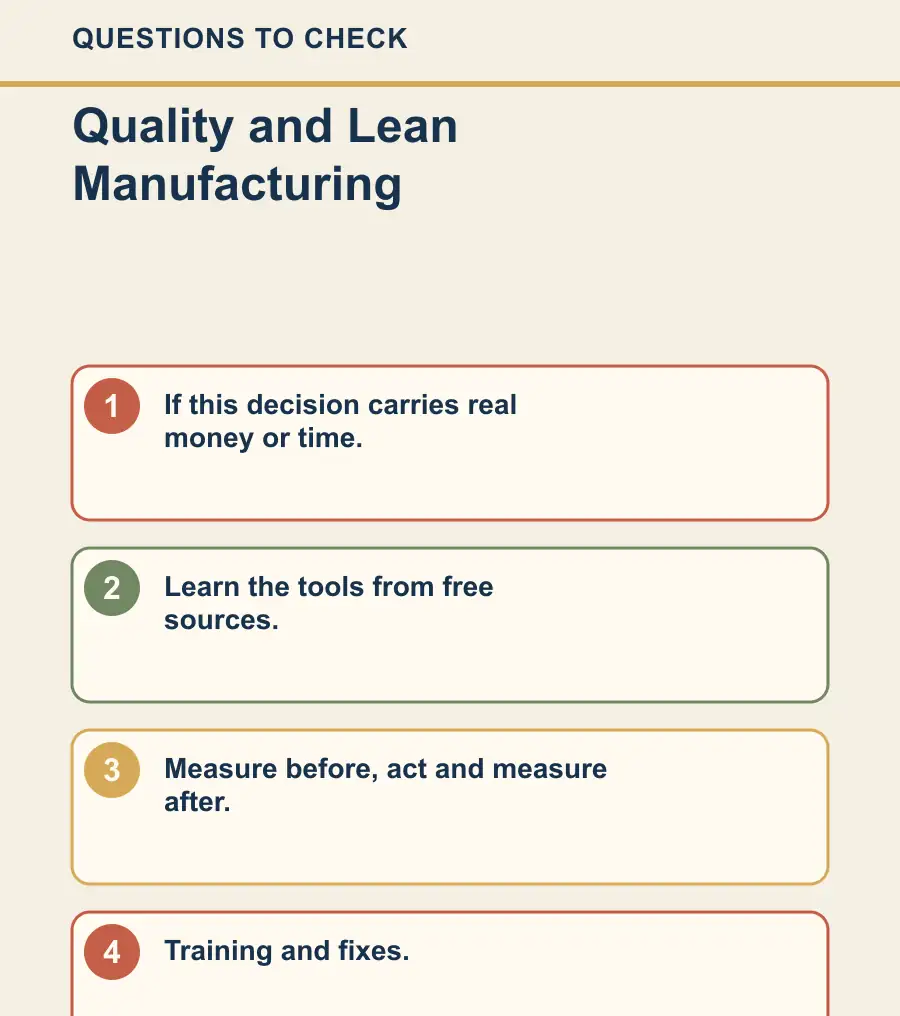 QUESTIONS TO CHECK
Quality and Lean
Manufacturing
1
If this decision carries real
money or time.
2
Learn the tools from free
sources.
3
Measure before, act and measure
after.
4
Training and fixes.